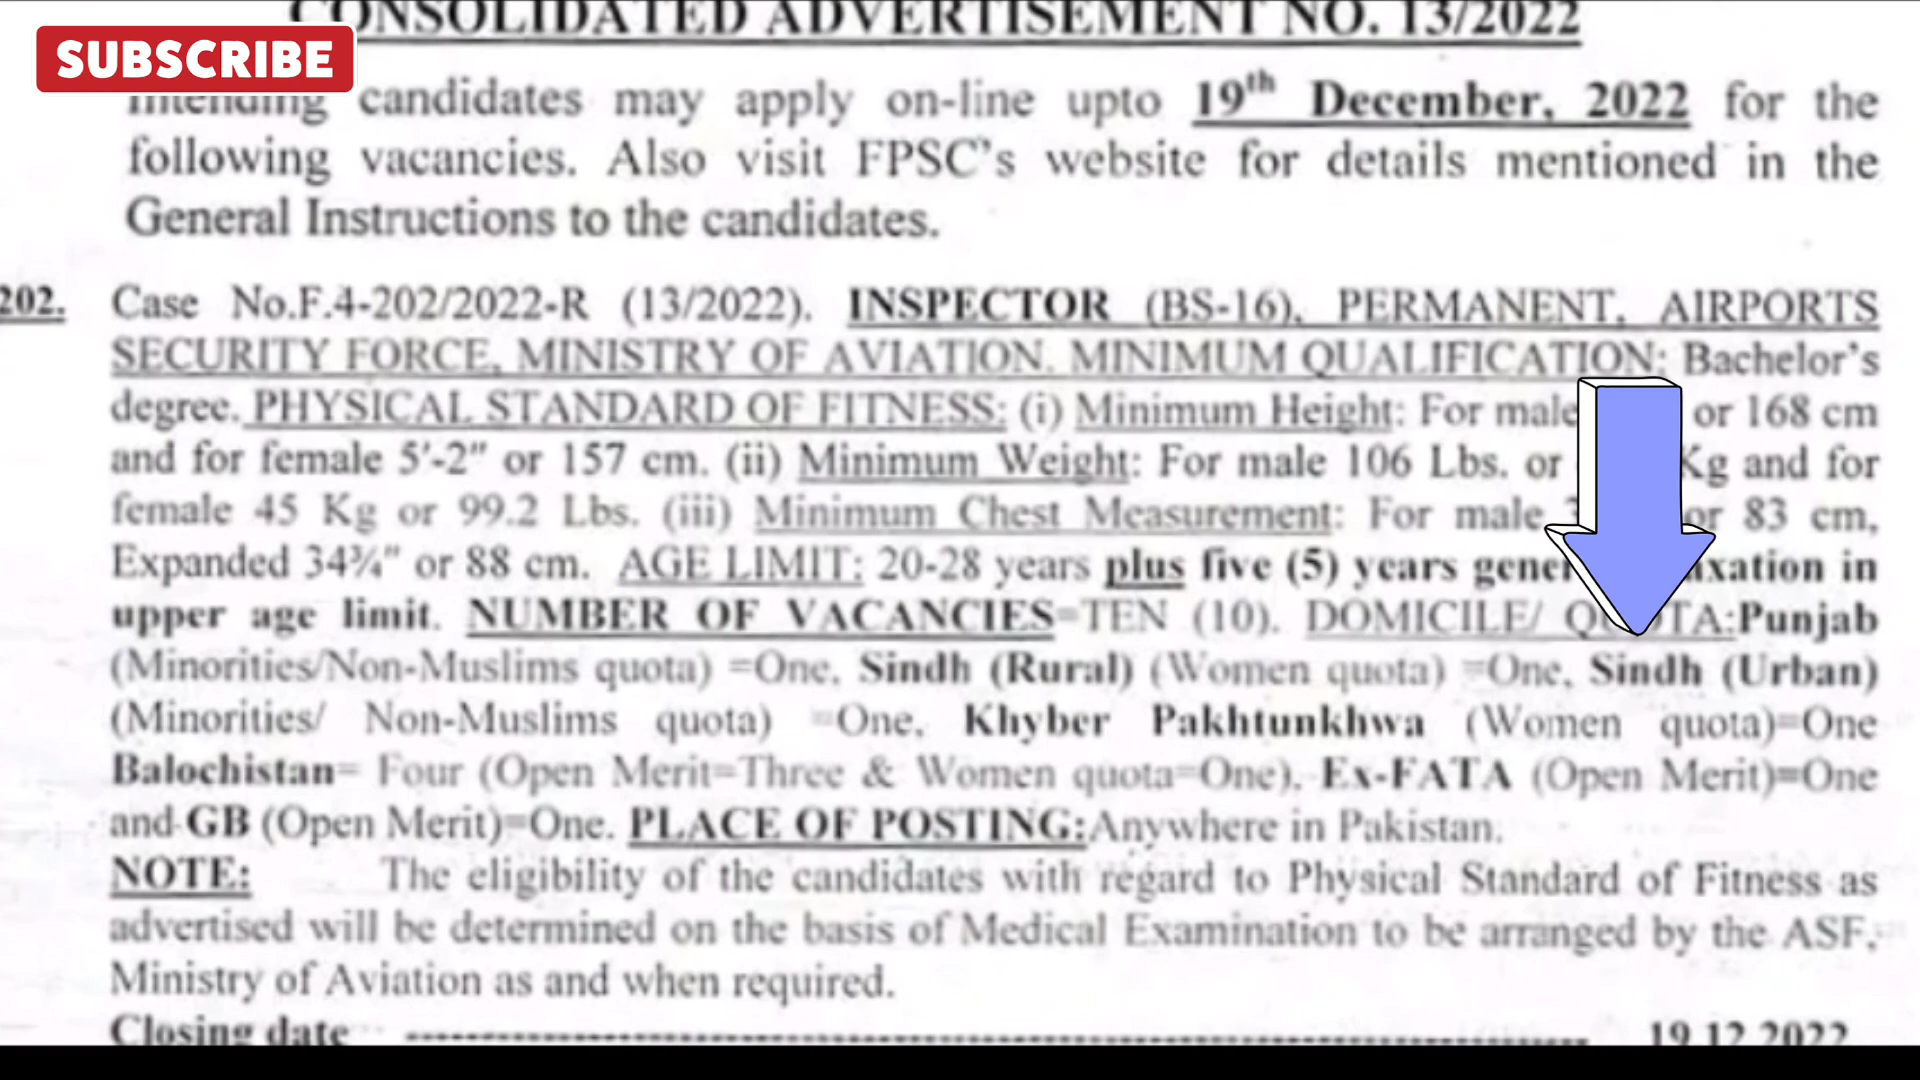 CONSOLIDATED ADVERTISEMENT NO. 13/2022
SUBSCRIBE
Intending candidates may apply on-line upto 19th December, 2022 for the
following vacancies. Also visit FPSC's website for details mentioned in the
General Instructions to the candidates.
202. Case No.F.4-202/2022-R (13/2022). INSPECTOR (BS-16), PERMANENT, AIRPORTS
SECURITY FORCE, MINISTRY OF AVIATION. MINIMUM QUALIFICATION: Bachelor's
degree. PHYSICAL STANDARD OF FITNESS: (i) Minimum Height: For male or 168 cm
and for female 5'-2" or 157 cm. (ii) Minimum Weight: For male 106 Lbs. or Kg and for
female 45 Kg or 99.2 Lbs. (iii) Minimum Chest Measurement: For male or 83 cm,
Expanded 34¾" or 88 cm. AGE LIMIT: 20-28 years plus five (5) years in
upper age limit. NUMBER OF VACANCIES=TEN (10). DOMICILE/ QUOTA:Punjab
(Minorities/Non-Muslims quota) =One, Sindh (Rural) (Women quota) =One, Sindh (Urban)
(Minorities/ Non-Muslims quota) =One, Khyber Pakhtunkhwa (Women quota)=One
Balochistan= Four (Open Merit=Three & Women quota=One), Ex-FATA (Open Merit)=One
and GB (Open Merit)=One. PLACE OF POSTING:Anywhere in Pakistan.
NOTE: The eligibility of the candidates with regard to Physical Standard of Fitness as
advertised will be determined on the basis of Medical Examination to be arranged by the ASF,
Ministry of Aviation as and when required.
Closing date 19.12.2022